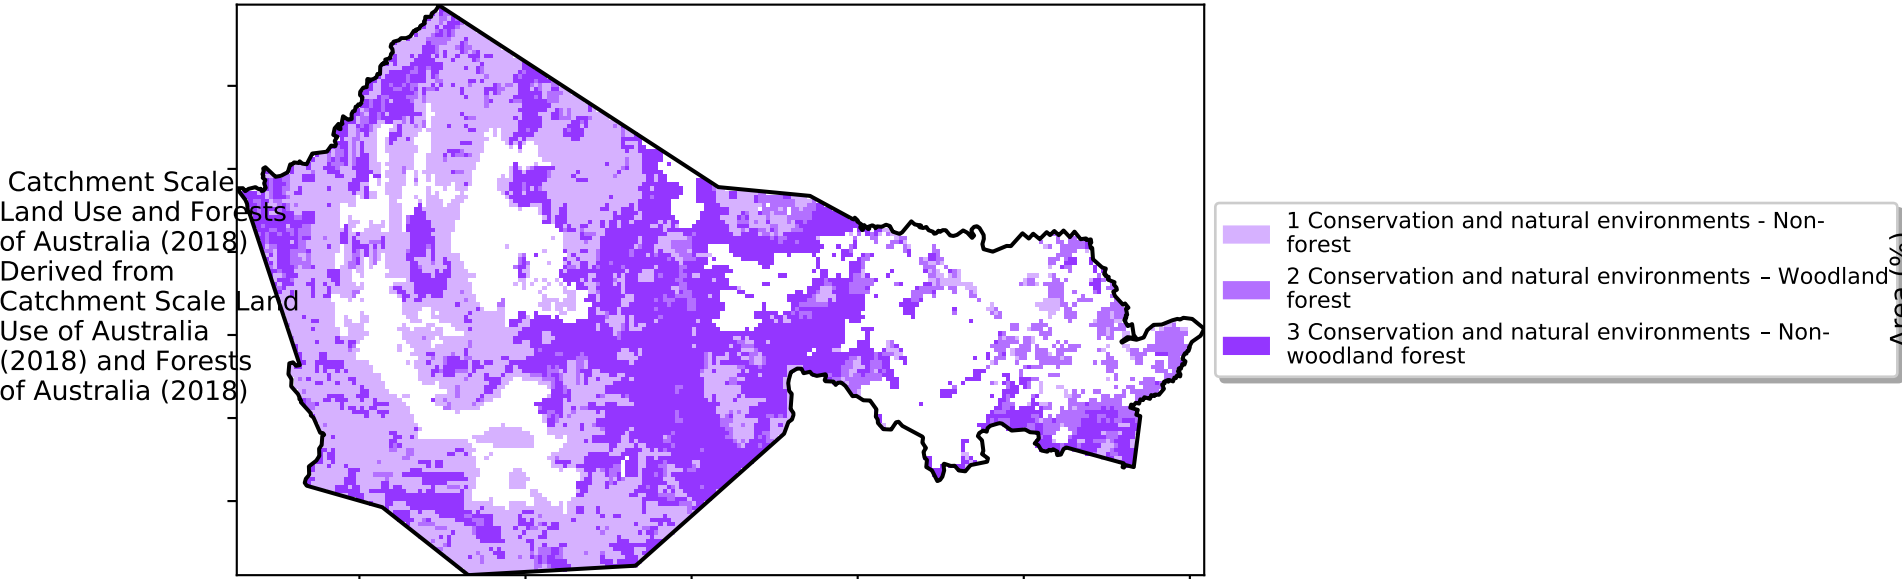 Catchment Scale
Land Use and Forests
of Australia (2018)
Derived from
Catchment Scale Land
Use of Australia
(2018) and Forests
of Australia (2018)
1 Conservation and natural environments - Non-
forest
2 Conservation and natural environments – Woodland
forest
3 Conservation and natural environments – Non-
woodland forest
Area (%)